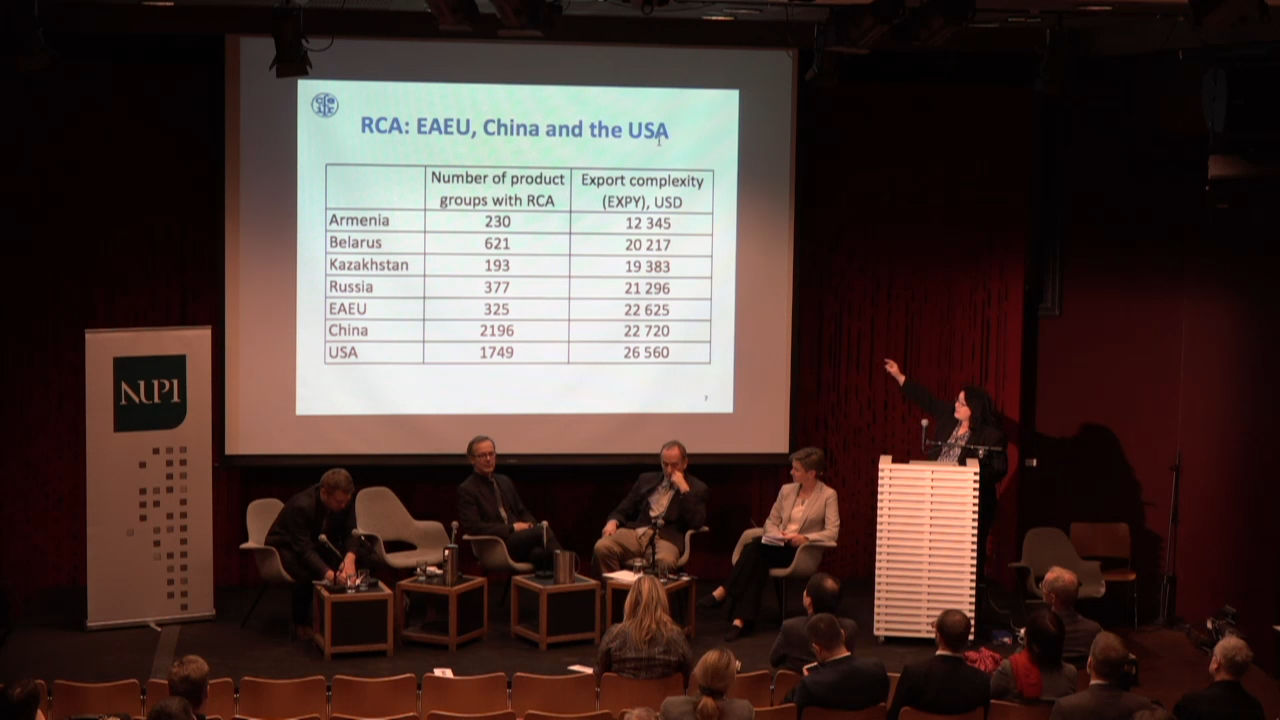 RCA: EAEU, China and the USA
Number of product groups with RCA
Export complexity (EXPY), USD
Armenia 230 12 345
Belarus 621 20 217
Kazakhstan 193 19 383
Russia 377 21 296
EAEU 325 22 625
China 2196 22 720
USA 1749 26 560
7
NUPI